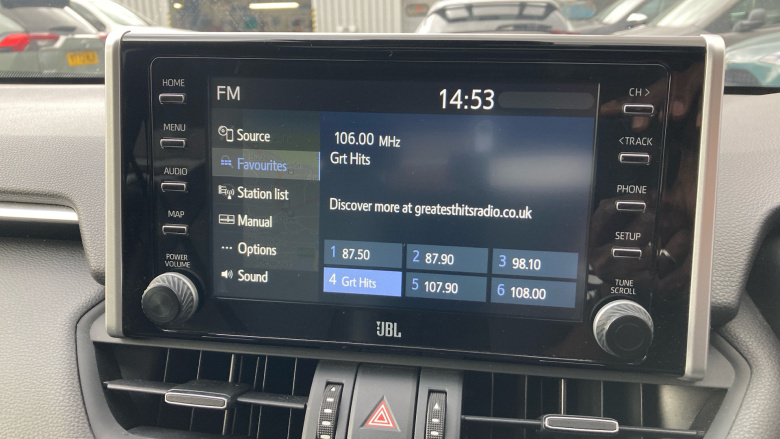 HOME
MENU
AUDIO
MAP
POWER
VOLUME
FM
14:53
Source
Favourites
Station list
Manual
Options
Sound
106.00 MHz
Grt Hits
Discover more at greatesthitsradio.co.uk
1 87.50
2 87.90
3 98.10
4 Grt Hits
5 107.90
6 108.00
CH >
< TRACK
PHONE
SETUP
TUNE
SCROLL
JBL